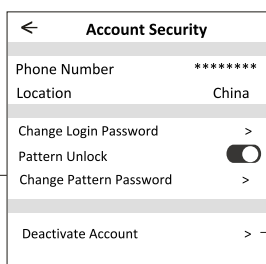 ← Account Security
Phone Number ********
Location China
Change Login Password >
Pattern Unlock
Change Pattern Password >
Deactivate Account >